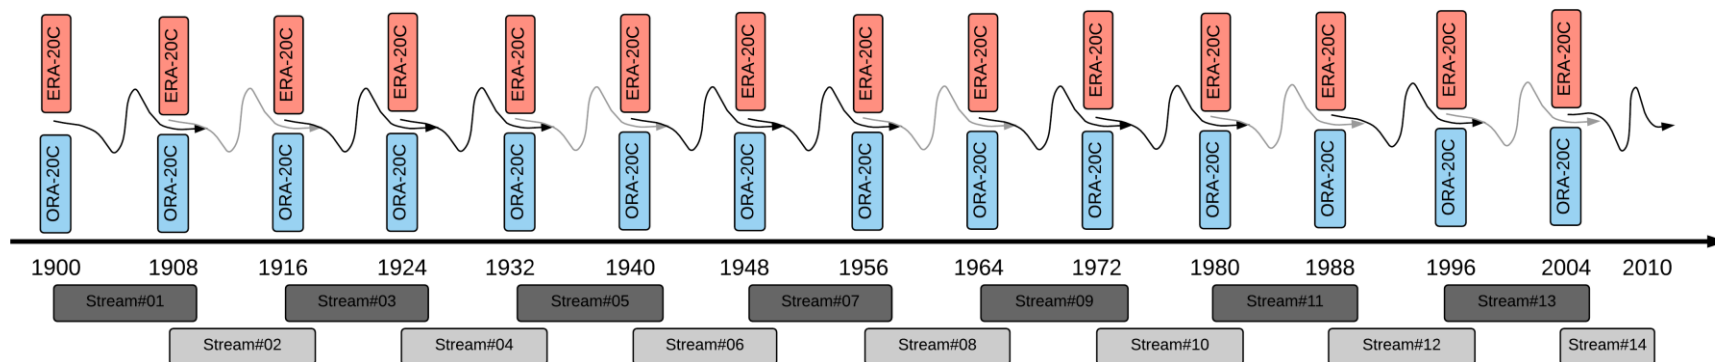 ERA-20C ERA-20C ERA-20C ERA-20C ERA-20C ERA-20C ERA-20C ERA-20C ERA-20C ERA-20C ERA-20C ERA-20C ERA-20C ERA-20C
ORA-20C ORA-20C ORA-20C ORA-20C ORA-20C ORA-20C ORA-20C ORA-20C ORA-20C ORA-20C ORA-20C ORA-20C ORA-20C ORA-20C
1900 1908 1916 1924 1932 1940 1948 1956 1964 1972 1980 1988 1996 2004 2010
Stream#01 Stream#03 Stream#05 Stream#07 Stream#09 Stream#11 Stream#13
Stream#02 Stream#04 Stream#06 Stream#08 Stream#10 Stream#12 Stream#14